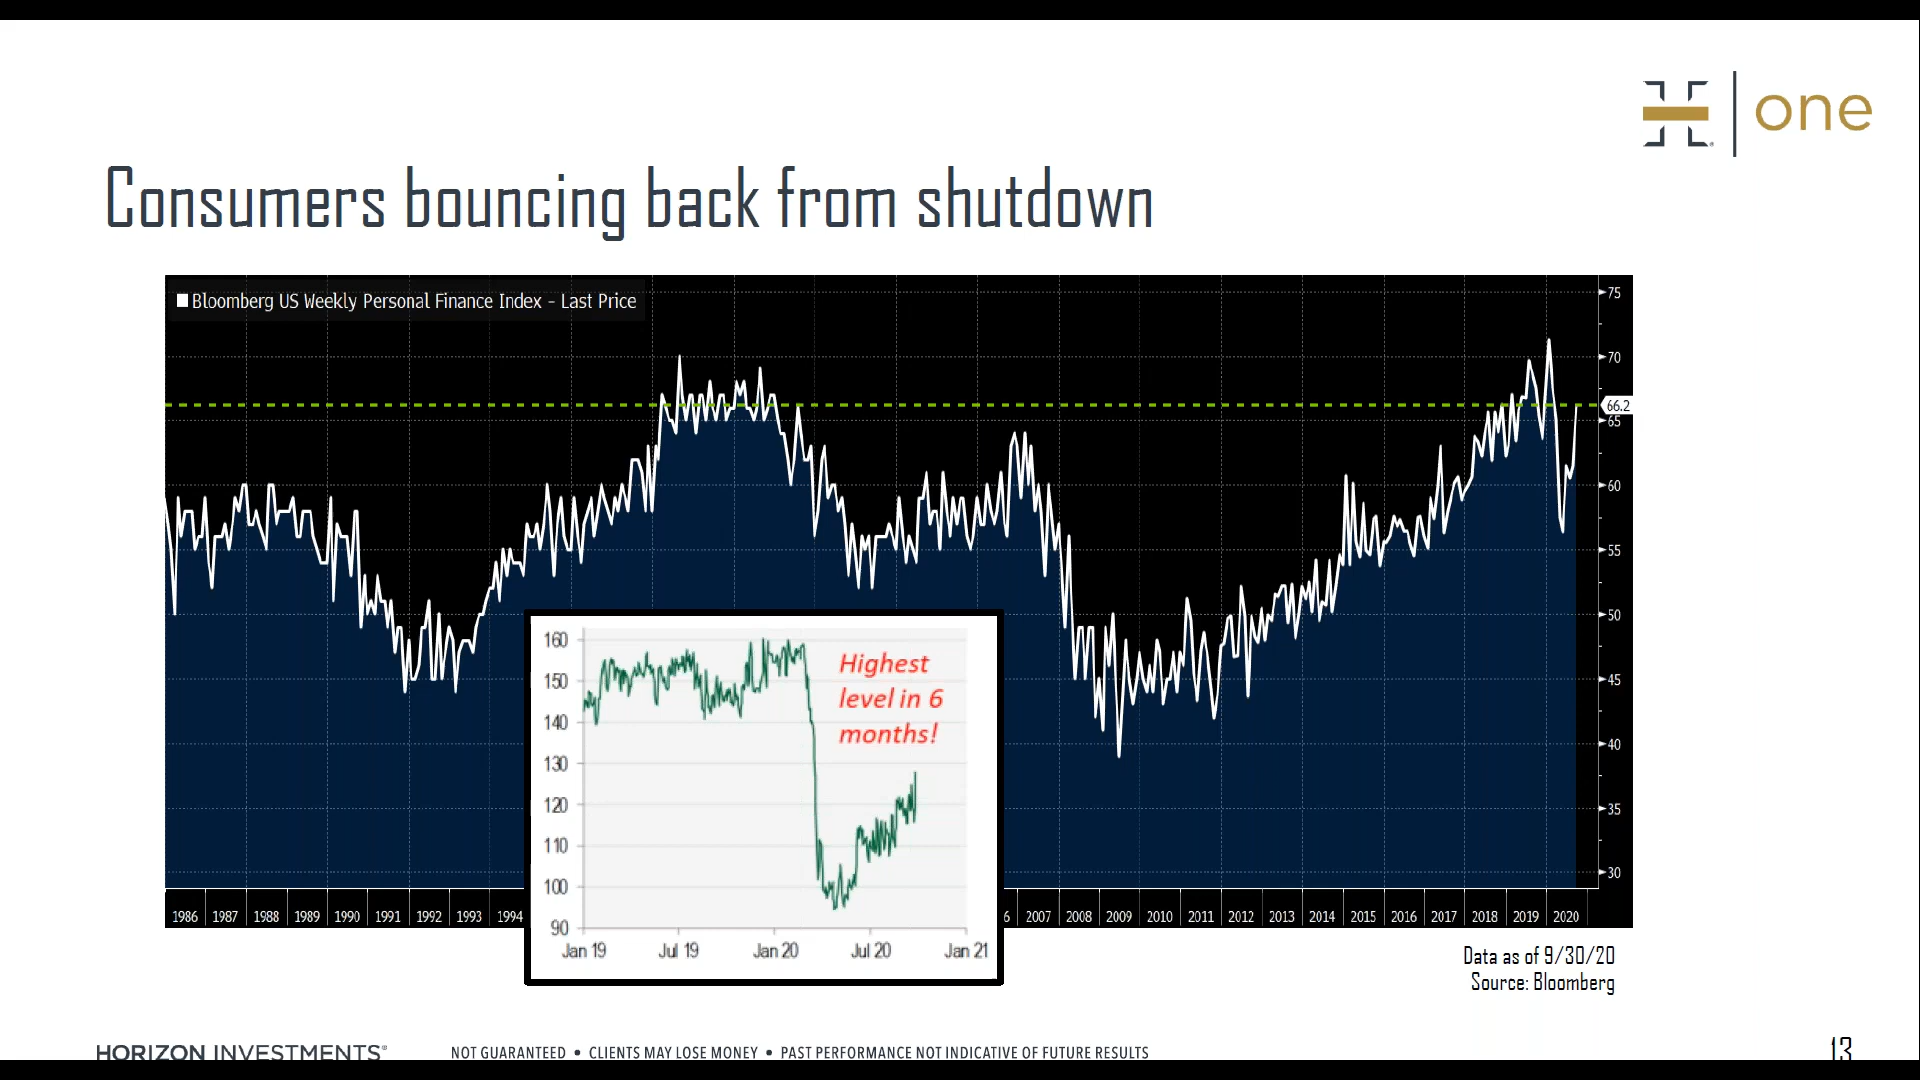 one
Consumers bouncing back from shutdown
Bloomberg US Weekly Personal Finance Index - Last Price
75
70
66.2
65
60
55
50
45
40
35
30
1986 1987 1988 1989 1990 1991 1992 1993 1994 6 2007 2008 2009 2010 2011 2012 2013 2014 2015 2016 2017 2018 2019 2020
160
150
140
130
120
110
100
90
Highest
level in 6
months!
Jan 19 Jul 19 Jan 20 Jul 20 Jan 21
Data as of 9/30/20
Source: Bloomberg
HORIZON INVESTMENTS®
NOT GUARANTEED • CLIENTS MAY LOSE MONEY • PAST PERFORMANCE NOT INDICATIVE OF FUTURE RESULTS
13